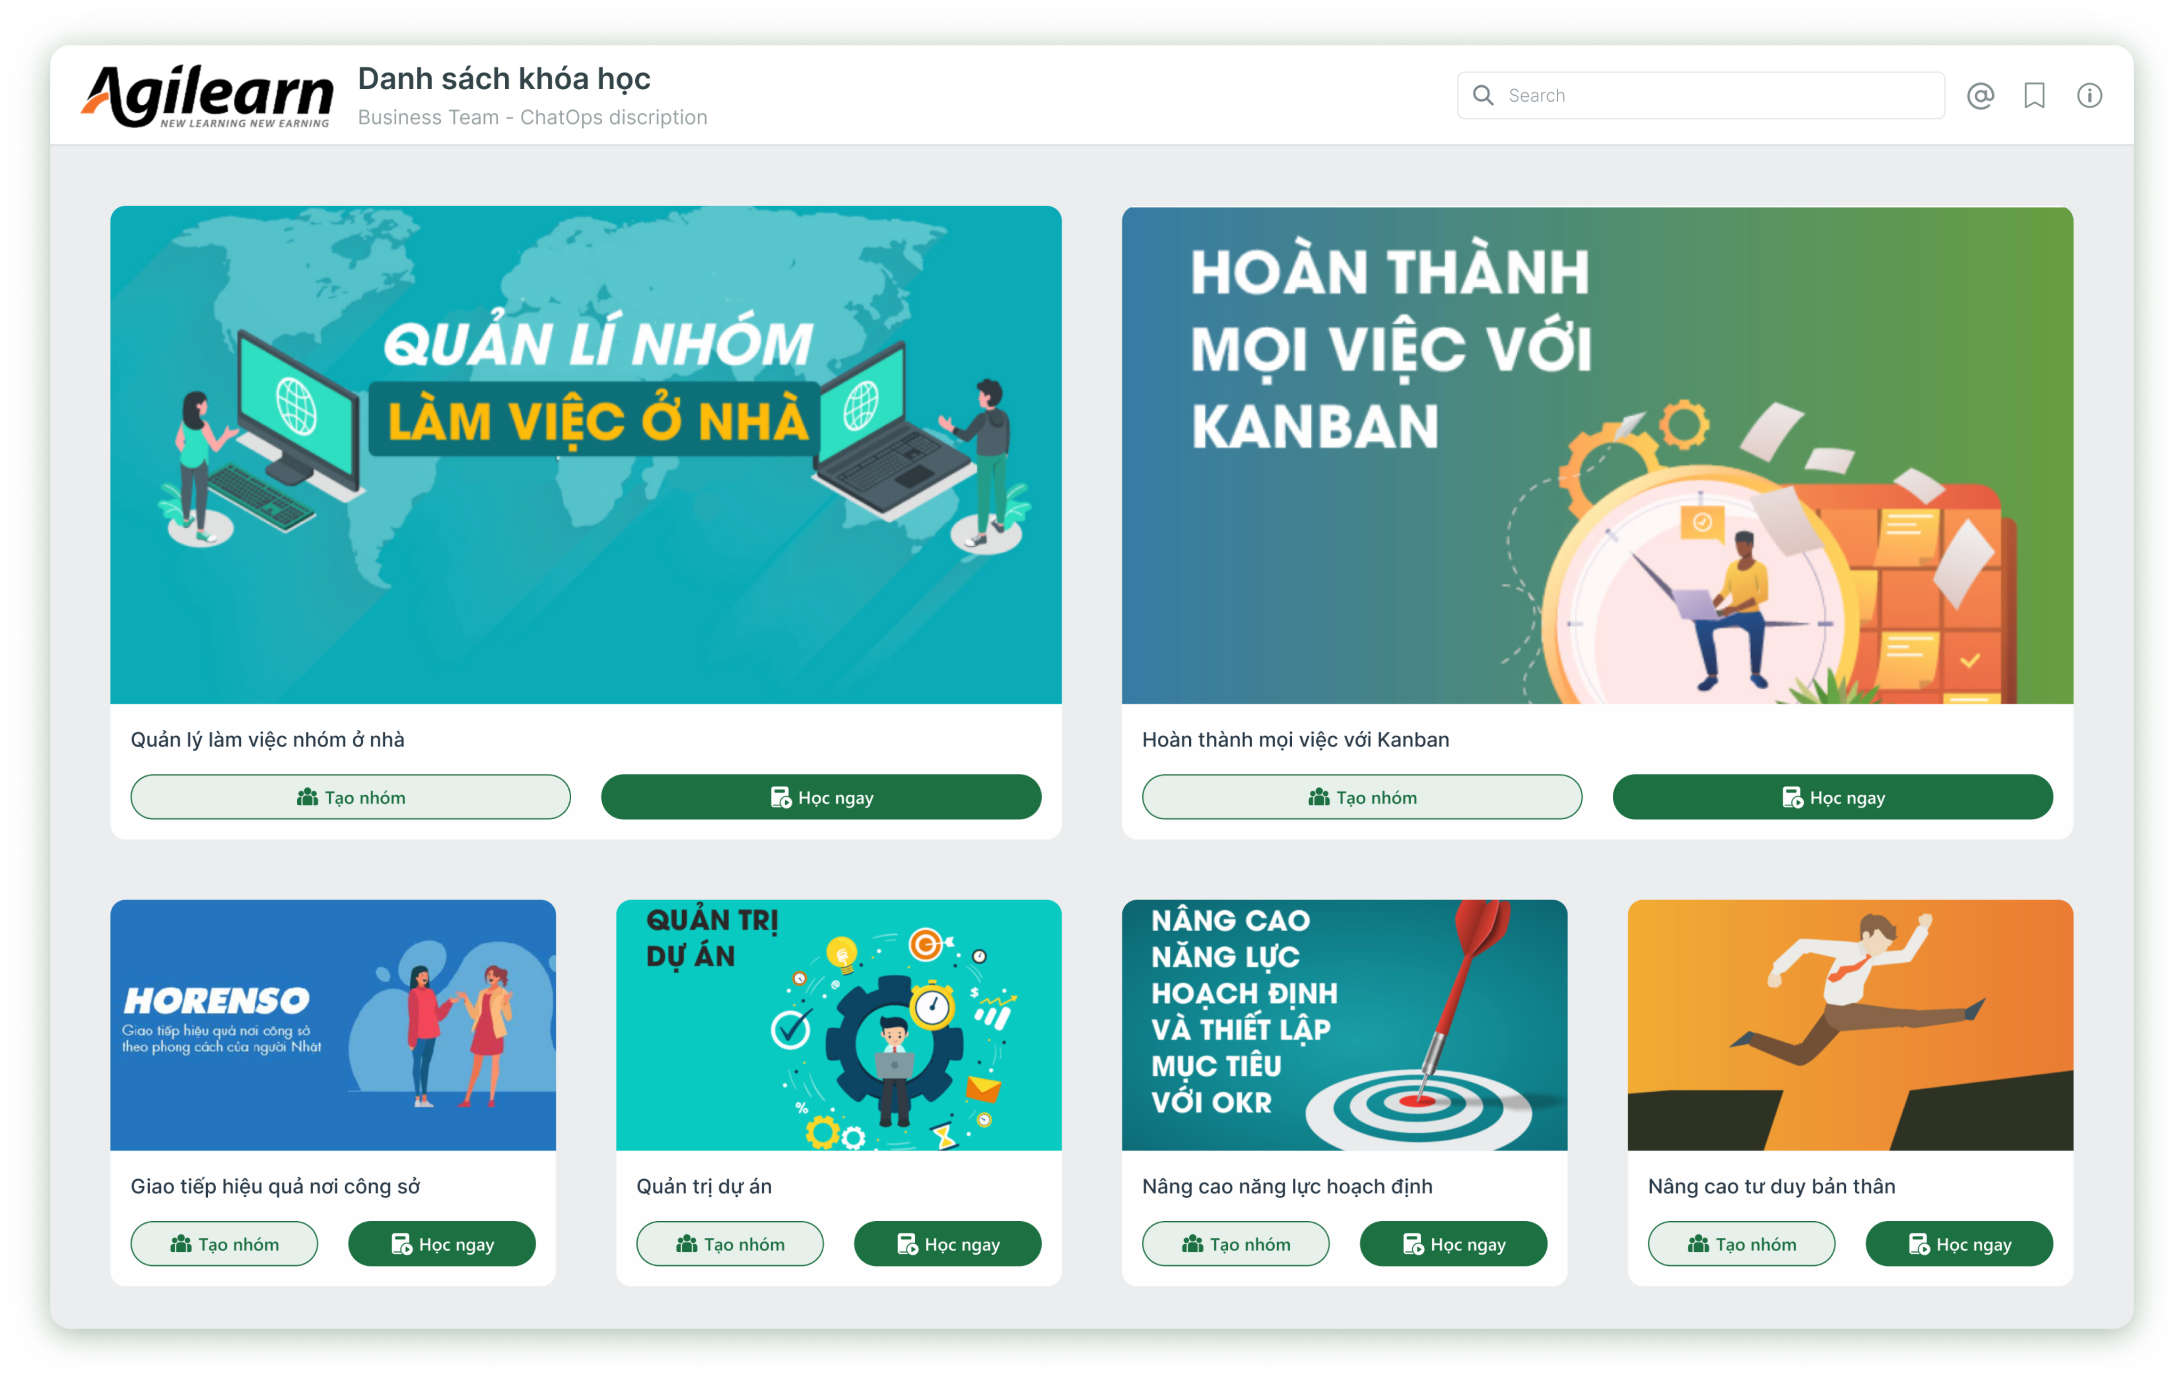 Agilearn
NEW LEARNING NEW EARNING
Danh sách khóa học
Business Team - ChatOps discription
Search
QUẢN LÍ NHÓM
LÀM VIỆC Ở NHÀ
HOÀN THÀNH
MỌI VIỆC VỚI
KANBAN
Quản lý làm việc nhóm ở nhà
Tạo nhóm
Học ngay
Hoàn thành mọi việc với Kanban
Tạo nhóm
Học ngay
HORENSO
Giao tiếp hiệu quả nơi công sở
theo phong cách của người Nhật
Giao tiếp hiệu quả nơi công sở
Tạo nhóm
Học ngay
QUẢN TRỊ
DỰ ÁN
Quản trị dự án
Tạo nhóm
Học ngay
NÂNG CAO
NĂNG LỰC
HOẠCH ĐỊNH
VÀ THIẾT LẬP
MỤC TIÊU
VỚI OKR
Nâng cao năng lực hoạch định
Tạo nhóm
Học ngay
Nâng cao tư duy bản thân
Tạo nhóm
Học ngay